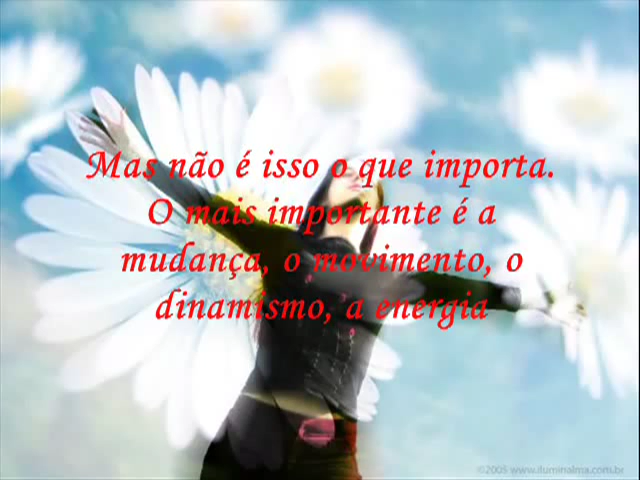 Mas não é isso o que importa.
O mais importante é a
mudança, o movimento, o
dinamismo, a energia
©2005 www.iluminalma.com.br